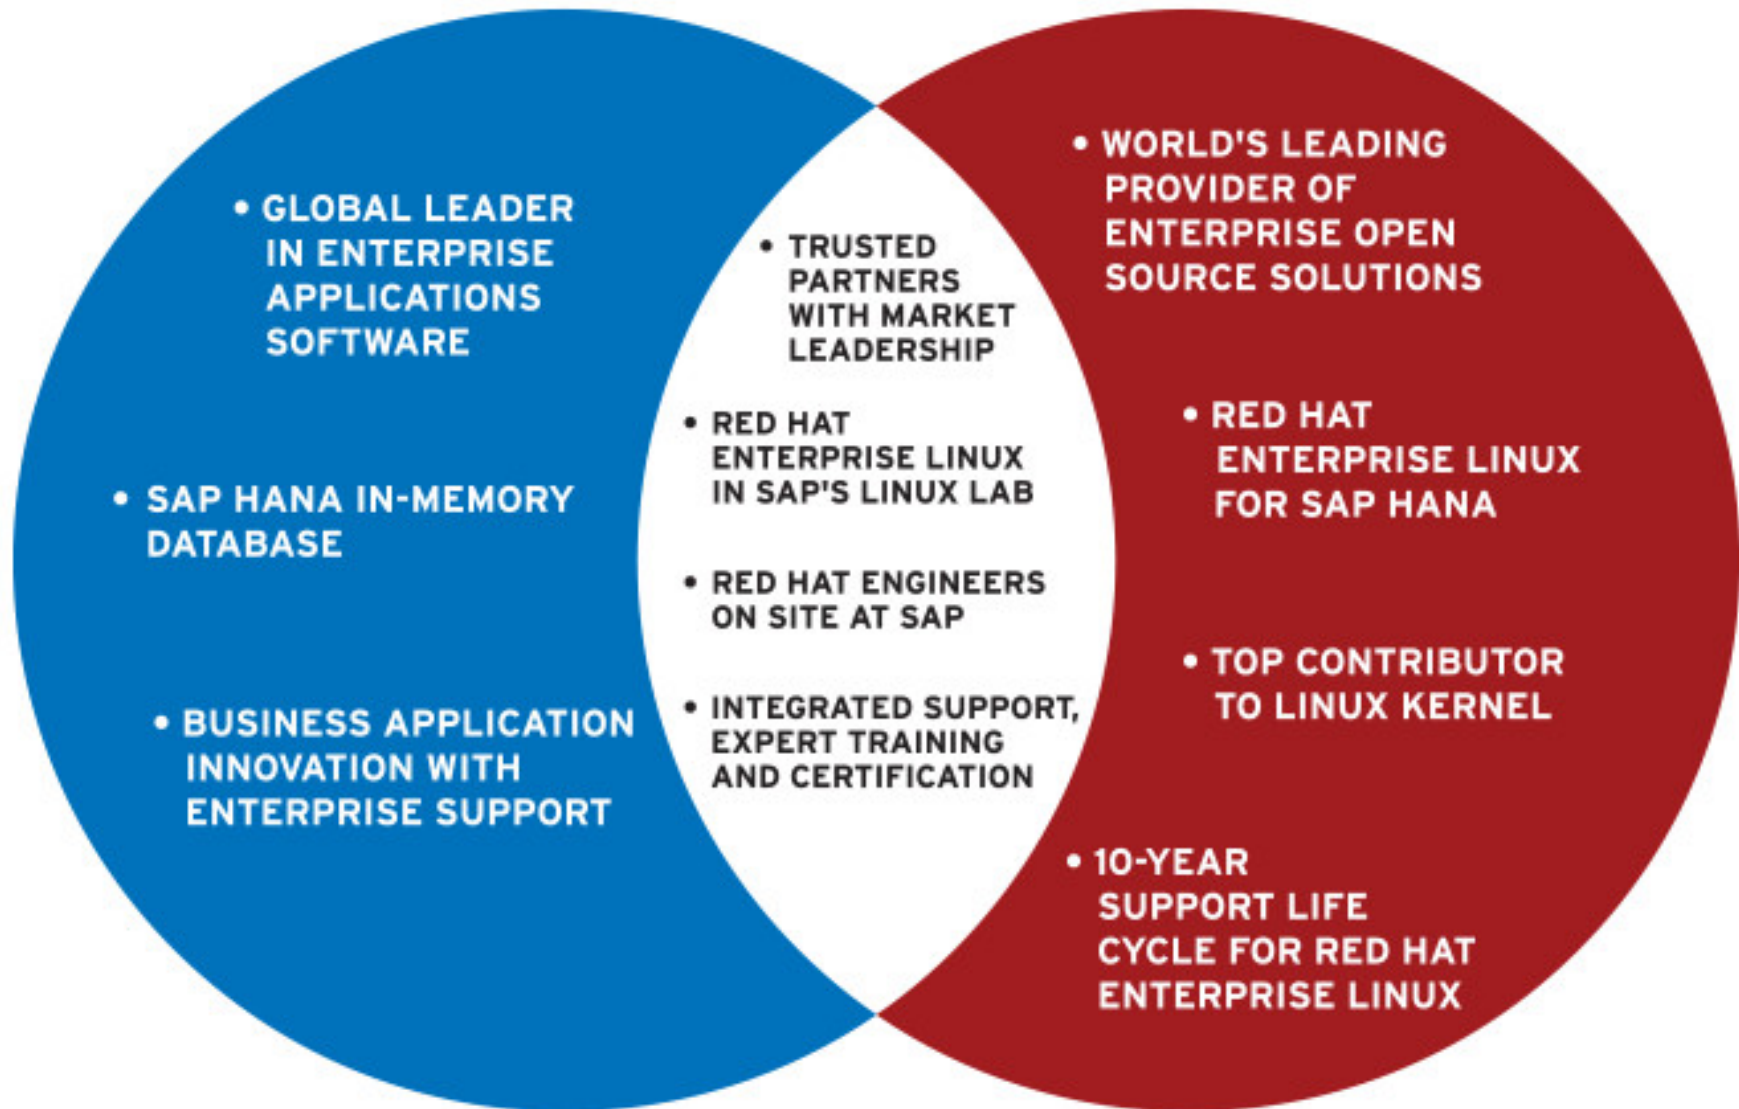 • GLOBAL LEADER
IN ENTERPRISE
APPLICATIONS
SOFTWARE
• SAP HANA IN-MEMORY
DATABASE
• BUSINESS APPLICATION
INNOVATION WITH
ENTERPRISE SUPPORT
• TRUSTED
PARTNERS
WITH MARKET
LEADERSHIP
• RED HAT
ENTERPRISE LINUX
IN SAP'S LINUX LAB
• RED HAT ENGINEERS
ON SITE AT SAP
• INTEGRATED SUPPORT,
EXPERT TRAINING
AND CERTIFICATION
• WORLD'S LEADING
PROVIDER OF
ENTERPRISE OPEN
SOURCE SOLUTIONS
• RED HAT
ENTERPRISE LINUX
FOR SAP HANA
• TOP CONTRIBUTOR
TO LINUX KERNEL
• 10-YEAR
SUPPORT LIFE
CYCLE FOR RED HAT
ENTERPRISE LINUX